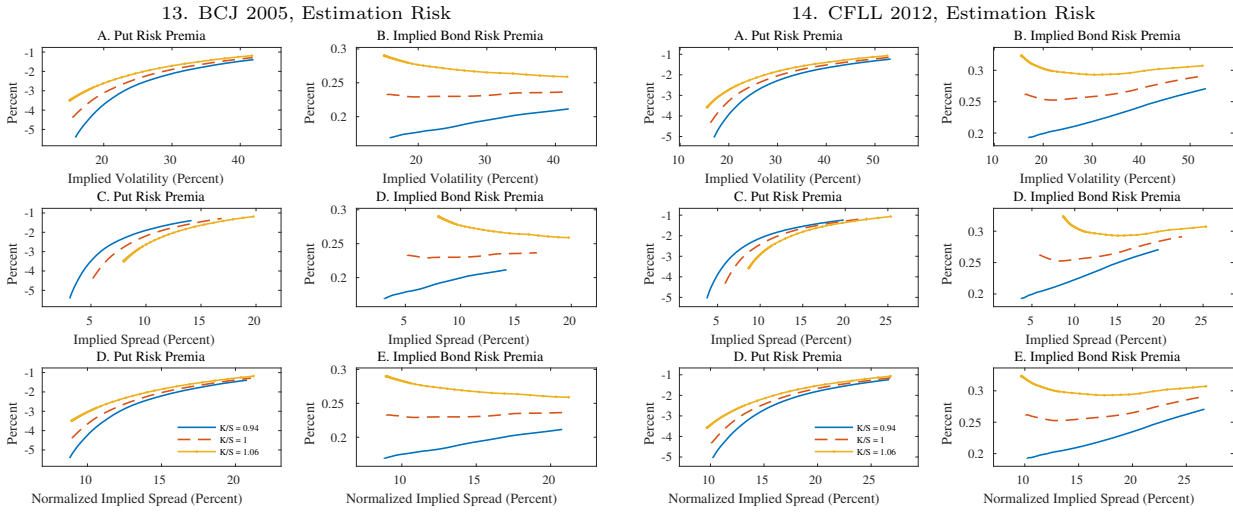 13. BCJ 2005, Estimation Risk
A. Put Risk Premia
-1
-2
-3
-4
-5
Percent
20
30
40
Implied Volatility (Percent)
B. Implied Bond Risk Premia
0.3
0.25
0.2
Percent
20
30
40
Implied Volatility (Percent)
C. Put Risk Premia
-1
-2
-3
-4
-5
Percent
5
10
15
20
Implied Spread (Percent)
D. Implied Bond Risk Premia
0.3
0.25
0.2
Percent
5
10
15
20
Implied Spread (Percent)
D. Put Risk Premia
-1
-2
-3
-4
-5
Percent
K/S = 0.94
K/S = 1
K/S = 1.06
10
15
20
Normalized Implied Spread (Percent)
E. Implied Bond Risk Premia
0.3
0.25
0.2
Percent
10
15
20
Normalized Implied Spread (Percent)
14. CFLL 2012, Estimation Risk
A. Put Risk Premia
-1
-2
-3
-4
-5
Percent
10
20
30
40
50
Implied Volatility (Percent)
B. Implied Bond Risk Premia
0.3
0.25
0.2
Percent
10
20
30
40
50
Implied Volatility (Percent)
C. Put Risk Premia
-1
-2
-3
-4
-5
Percent
5
10
15
20
25
Implied Spread (Percent)
D. Implied Bond Risk Premia
0.3
0.25
0.2
Percent
5
10
15
20
25
Implied Spread (Percent)
D. Put Risk Premia
-1
-2
-3
-4
-5
Percent
K/S = 0.94
K/S = 1
K/S = 1.06
10
15
20
25
Normalized Implied Spread (Percent)
E. Implied Bond Risk Premia
0.3
0.25
0.2
Percent
10
15
20
25
Normalized Implied Spread (Percent)